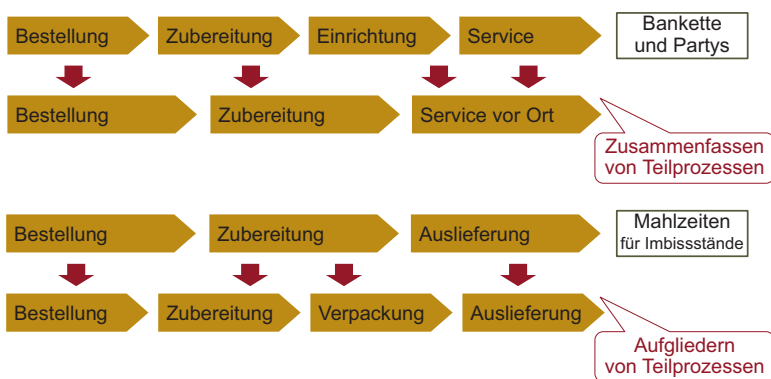 Bestellung
Zubereitung
Einrichtung
Service
Bankette
und Partys
Bestellung
Zubereitung
Service vor Ort
Zusammenfassen
von Teilprozessen
Bestellung
Zubereitung
Auslieferung
Mahlzeiten
für Imbissstände
Bestellung
Zubereitung
Verpackung
Auslieferung
Aufgliedern
von Teilprozessen